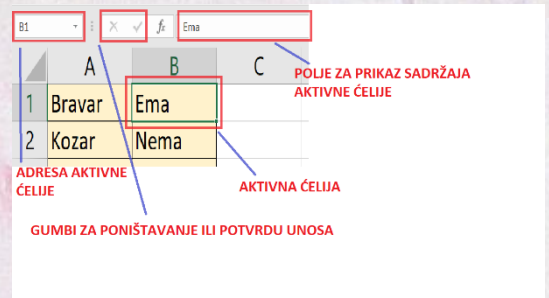 B1 fx Ema
A B C
POLJE ZA PRIKAZ SADRŽAJA
AKTIVNE ĆELIJE
1 Bravar Ema
2 Kozar Nema
ADRESA AKTIVNE
ĆELIJE
AKTIVNA ĆELIJA
GUMBI ZA PONIŠTAVANJE ILI POTVRDU UNOSA